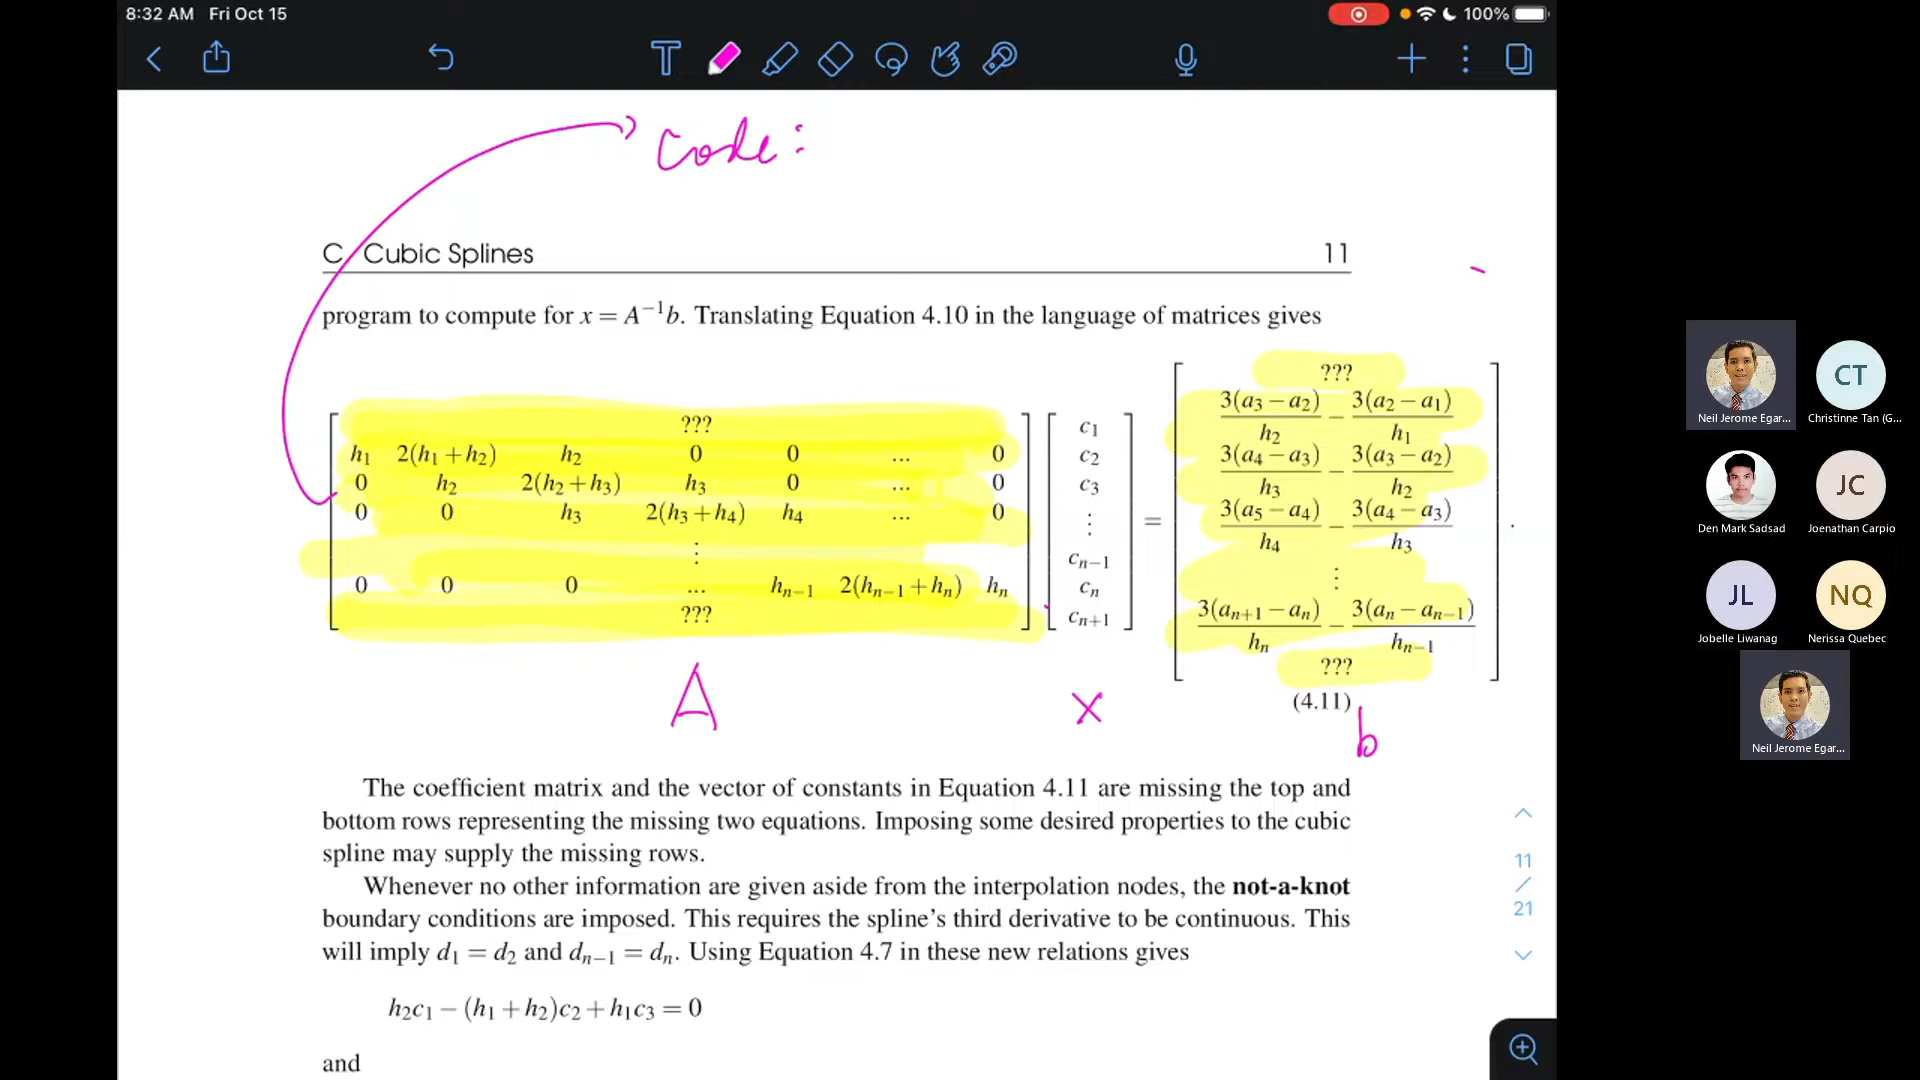 8:32 AM Fri Oct 15
100%
Code:
C Cubic Splines 11
program to compute for x = A⁻¹b. Translating Equation 4.10 in the language of matrices gives
???
h₁ 2(h₁ + h₂) h₂ 0 0 ... 0
0 h₂ 2(h₂ + h₃) h₃ 0 ... 0
0 0 h₃ 2(h₃ + h₄) h₄ ... 0
⋮
0 0 0 ... hₙ₋₁ 2(hₙ₋₁ + hₙ) hₙ
???
c₁
c₂
c₃
⋮
cₙ₋₁
cₙ
cₙ₊₁
=
???
3(a₃ − a₂)/h₂ − 3(a₂ − a₁)/h₁
3(a₄ − a₃)/h₃ − 3(a₃ − a₂)/h₂
3(a₅ − a₄)/h₄ − 3(a₄ − a₃)/h₃
⋮
3(aₙ₊₁ − aₙ)/hₙ − 3(aₙ − aₙ₋₁)/hₙ₋₁
???
.
(4.11)
A x b
The coefficient matrix and the vector of constants in Equation 4.11 are missing the top and
bottom rows representing the missing two equations. Imposing some desired properties to the cubic
spline may supply the missing rows.
Whenever no other information are given aside from the interpolation nodes, the not-a-knot
boundary conditions are imposed. This requires the spline's third derivative to be continuous. This
will imply d₁ = d₂ and dₙ₋₁ = dₙ. Using Equation 4.7 in these new relations gives
h₂c₁ − (h₁ + h₂)c₂ + h₁c₃ = 0
and
11
/
21
Neil Jerome Egar...
CT
Christinne Tan (G...
Den Mark Sadsad
JC
Joenathan Carpio
JL
Jobelle Liwanag
NQ
Nerissa Quebec
Neil Jerome Egar...